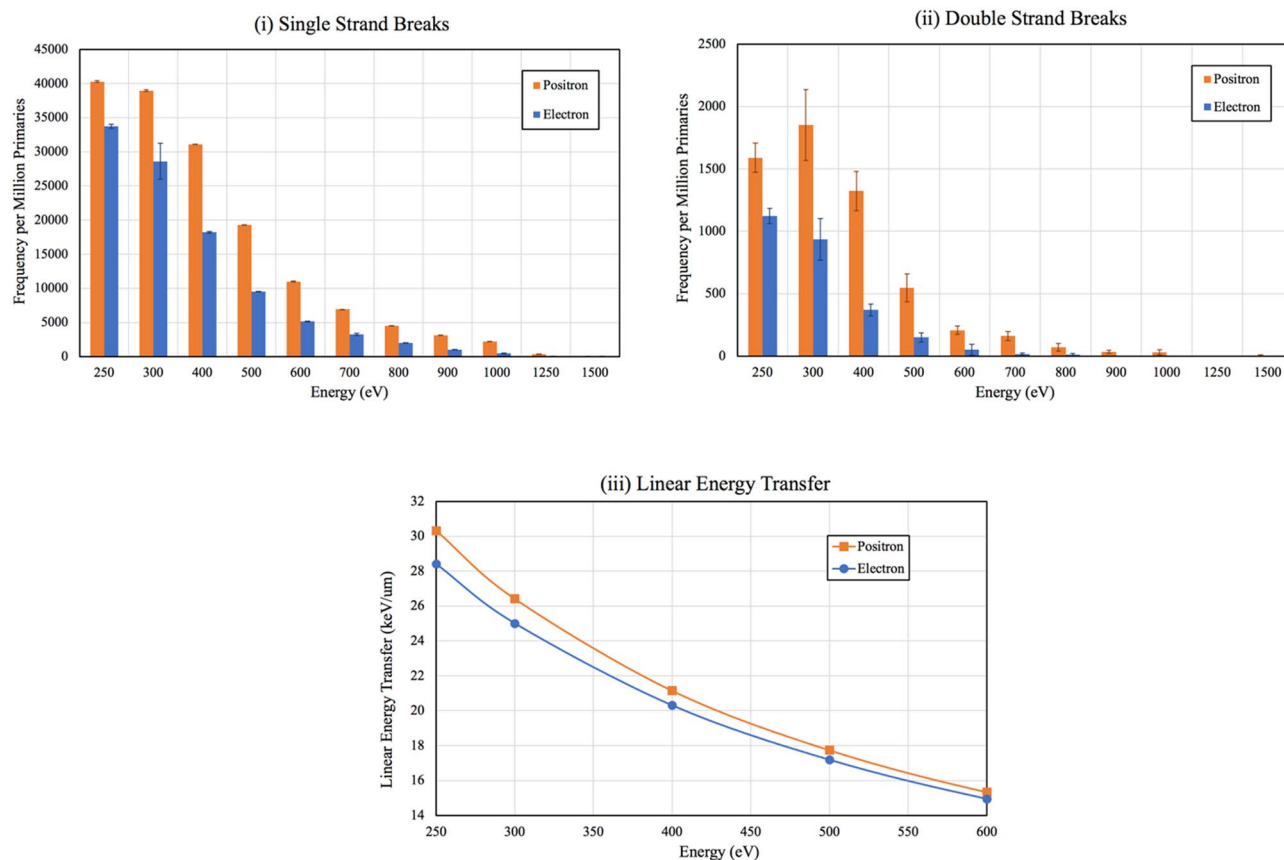 (i) Single Strand Breaks
Frequency per Million Primaries
45000
40000
35000
30000
25000
20000
15000
10000
5000
0
Positron
Electron
250 300 400 500 600 700 800 900 1000 1250 1500
Energy (eV)
(ii) Double Strand Breaks
Frequency per Million Primaries
2500
2000
1500
1000
500
0
Positron
Electron
250 300 400 500 600 700 800 900 1000 1250 1500
Energy (eV)
(iii) Linear Energy Transfer
Linear Energy Transfer (keV/um)
32
30
28
26
24
22
20
18
16
14
Positron
Electron
250 300 350 400 450 500 550 600
Energy (eV)